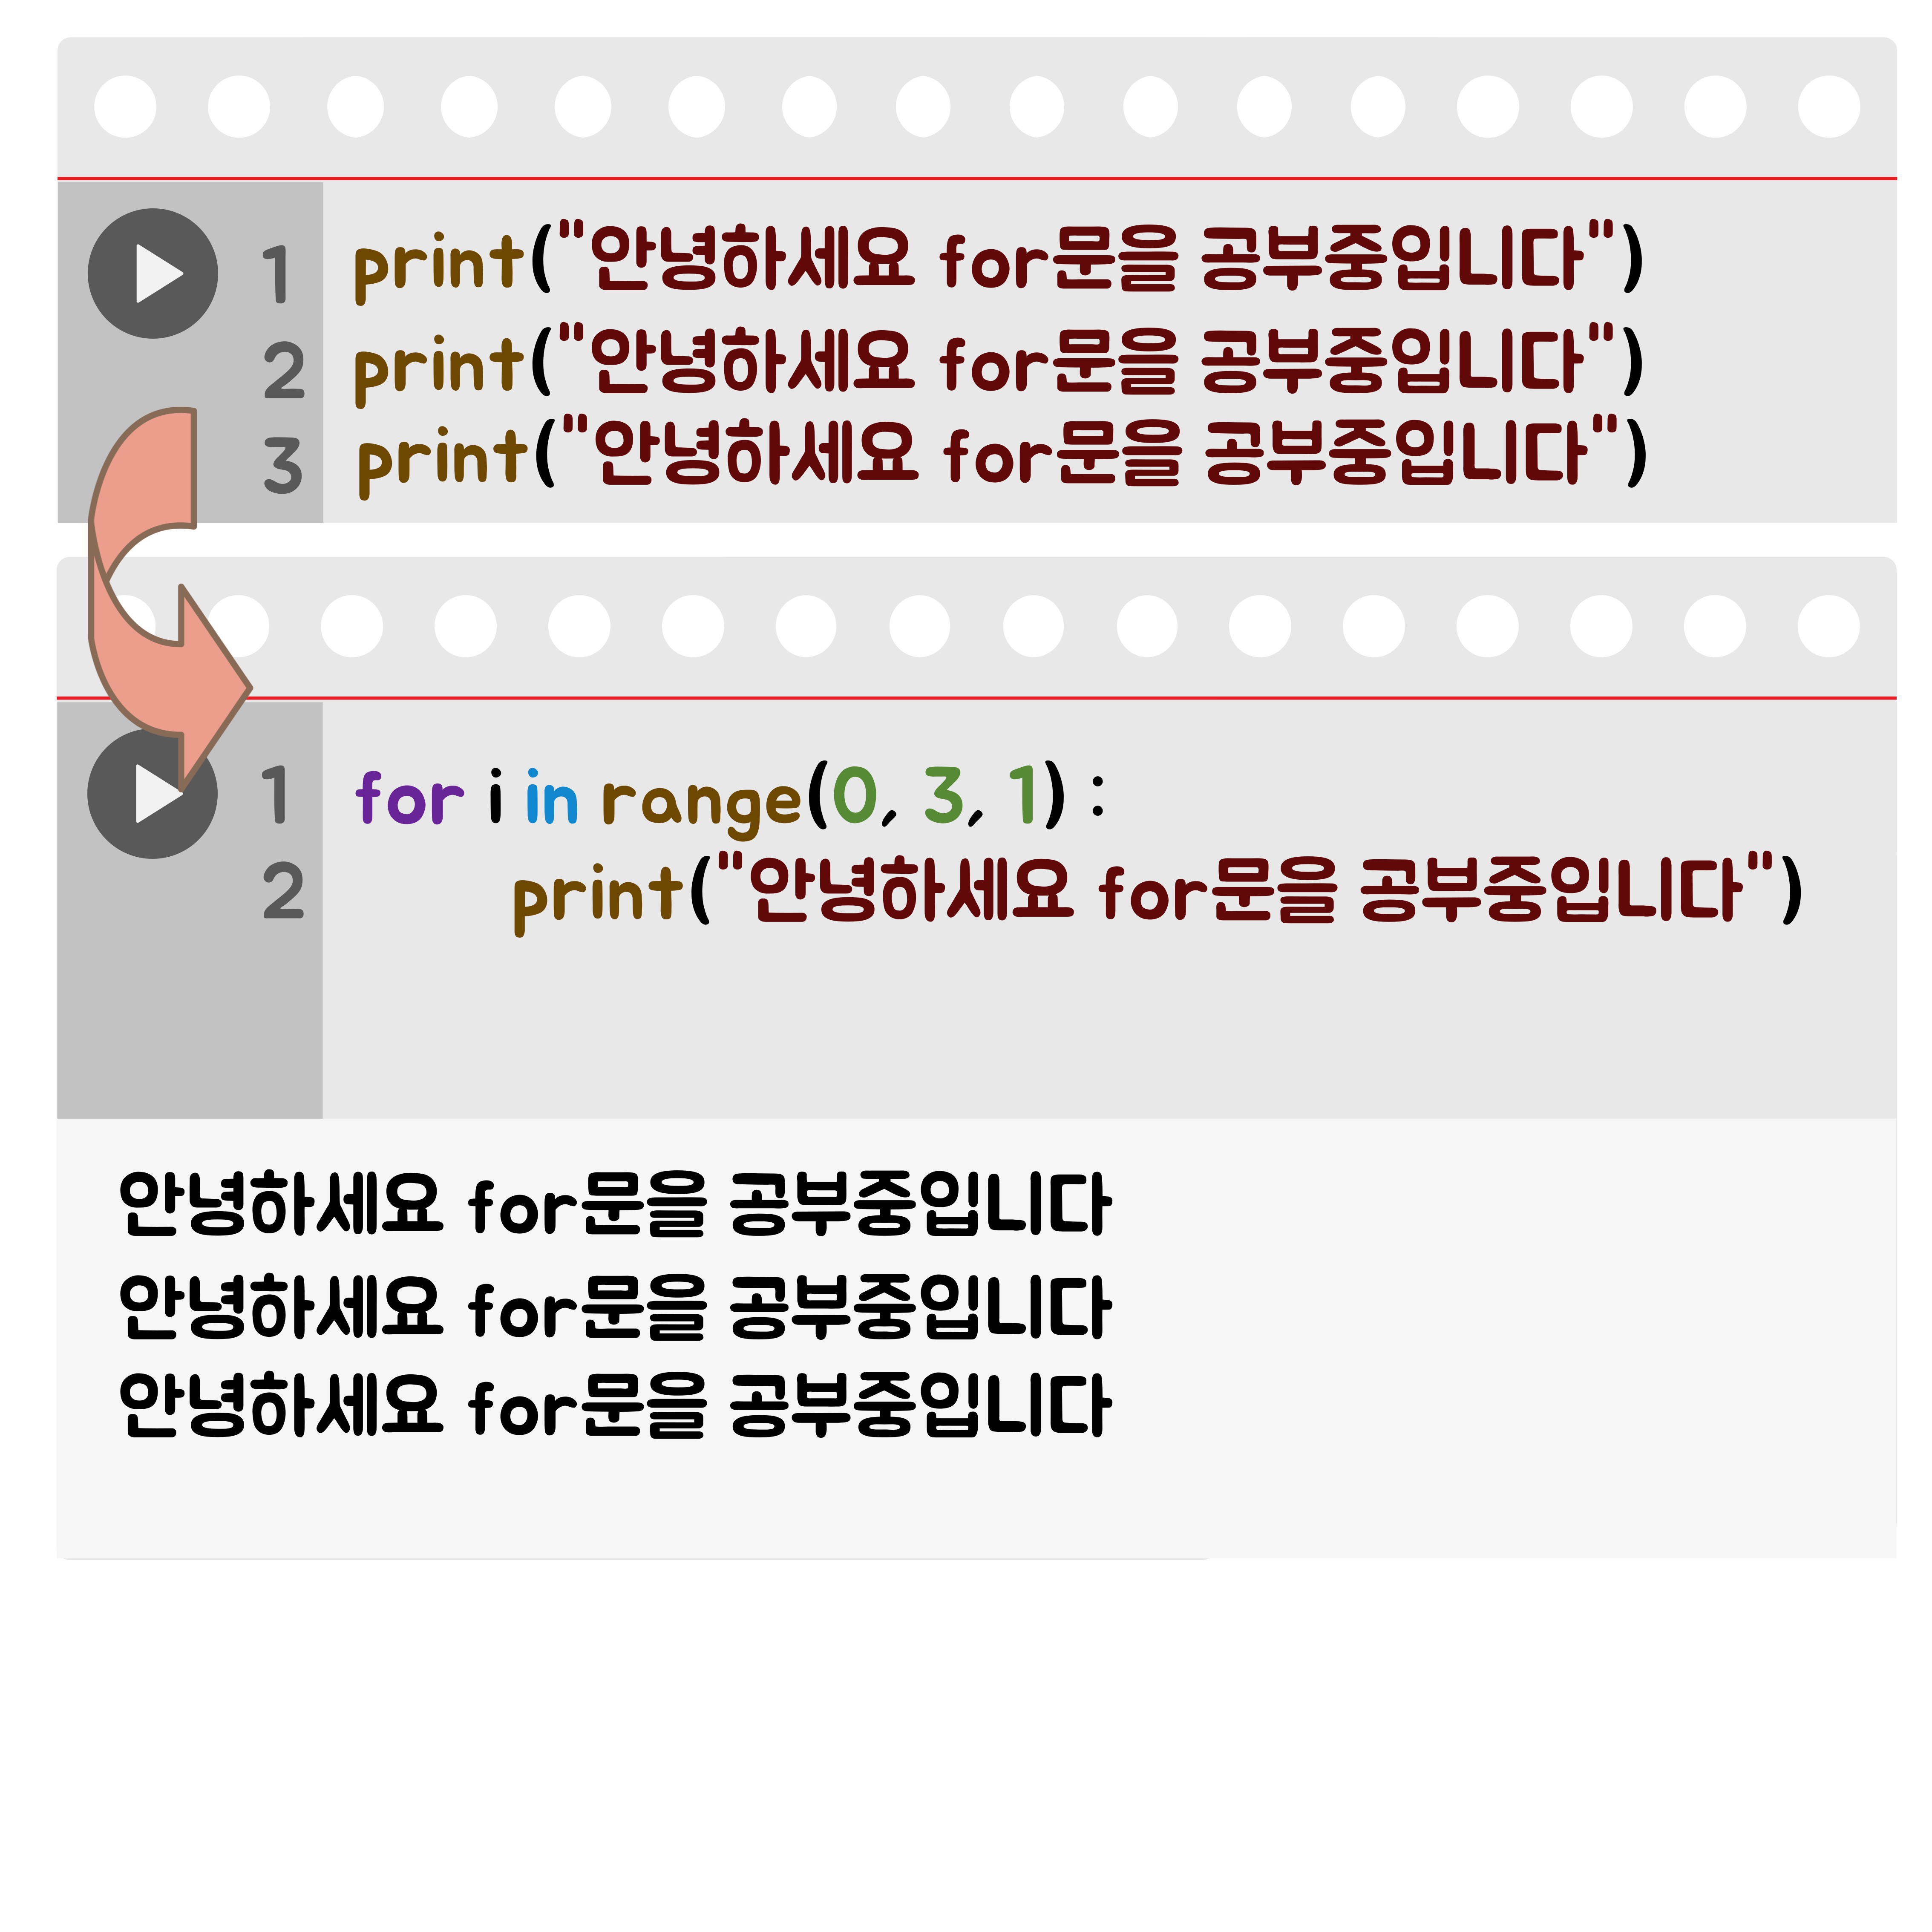 1 print("안녕하세요 for문을 공부중입니다")
2 print("안녕하세요 for문을 공부중입니다")
3 print("안녕하세요 for문을 공부중입니다")
1 for i in range(0, 3, 1) :
2 print("안녕하세요 for문을 공부중입니다")
안녕하세요 for문을 공부중입니다
안녕하세요 for문을 공부중입니다
안녕하세요 for문을 공부중입니다